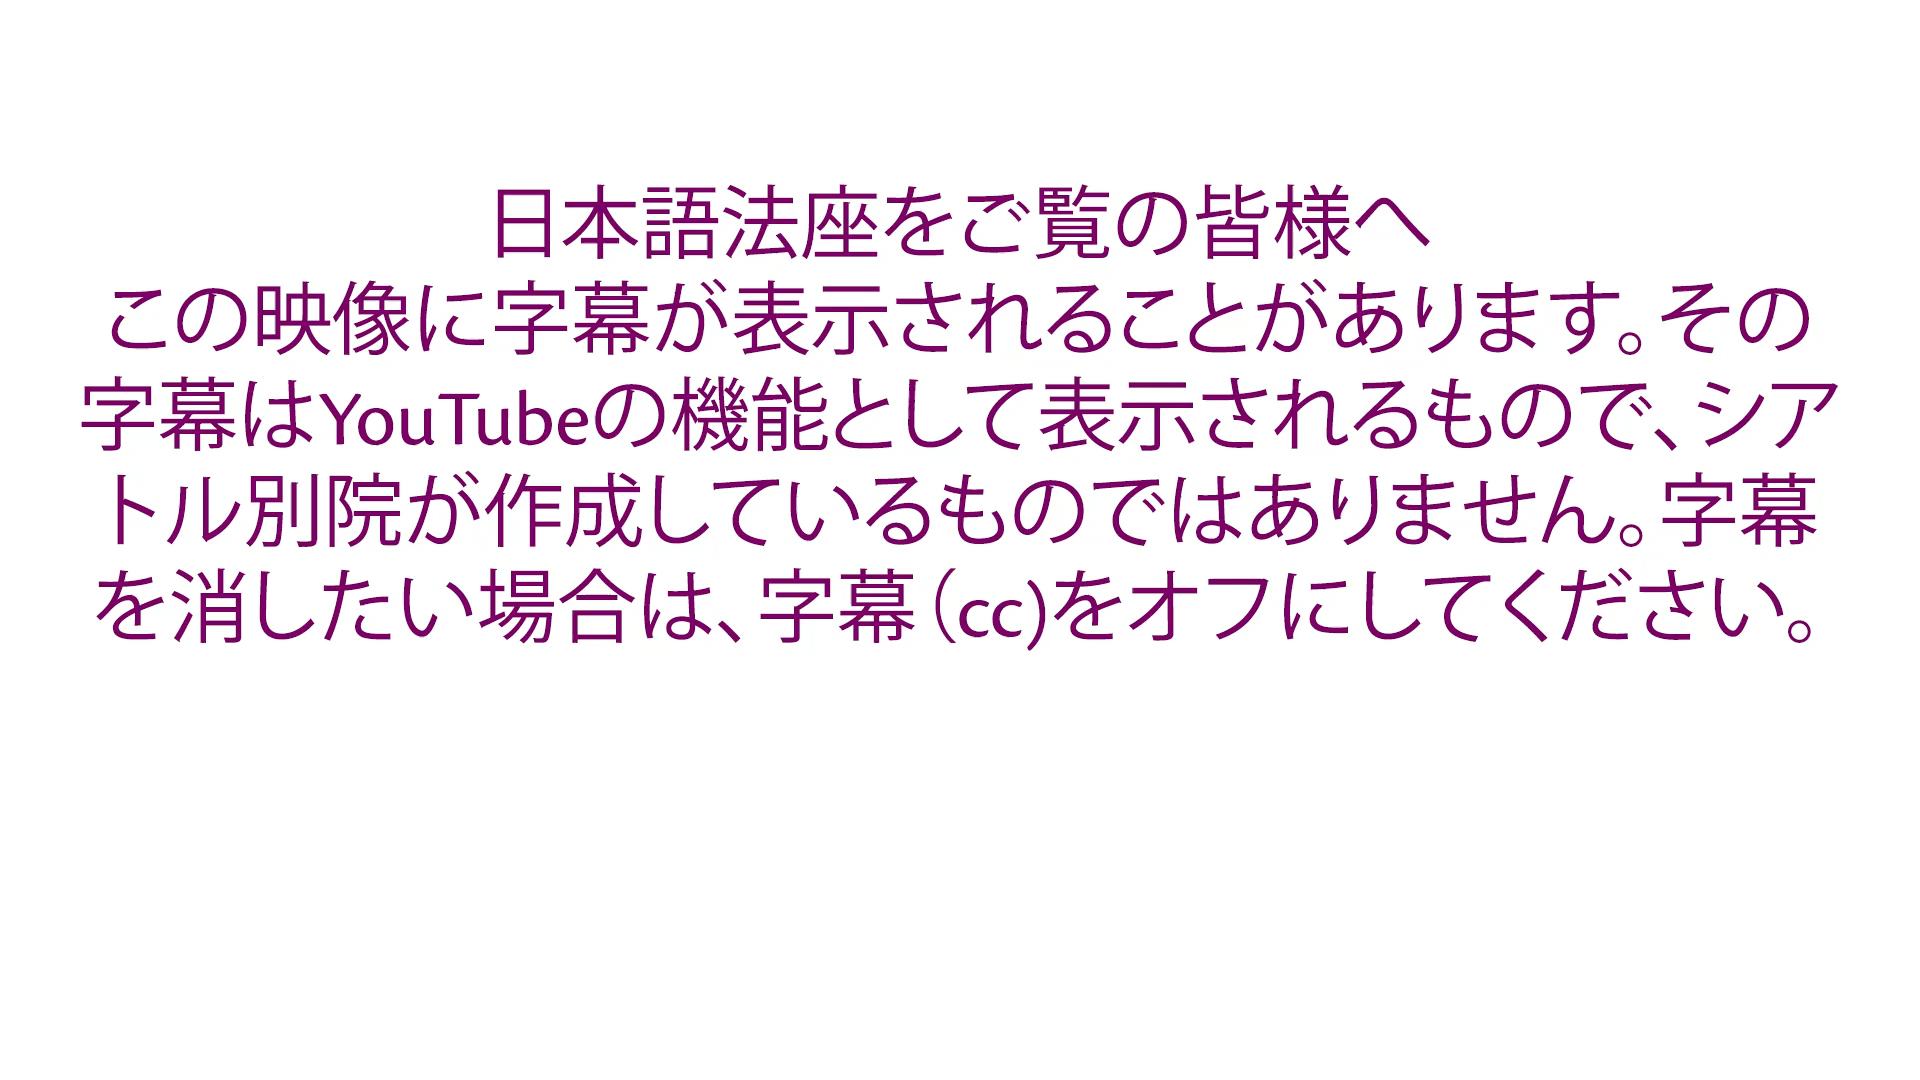 日本語法座をご覧の皆様へ
この映像に字幕が表示されることがあります。その
字幕はYouTubeの機能として表示されるもので、シア
トル別院が作成しているものではありません。字幕
を消したい場合は、字幕（cc)をオフにしてください。